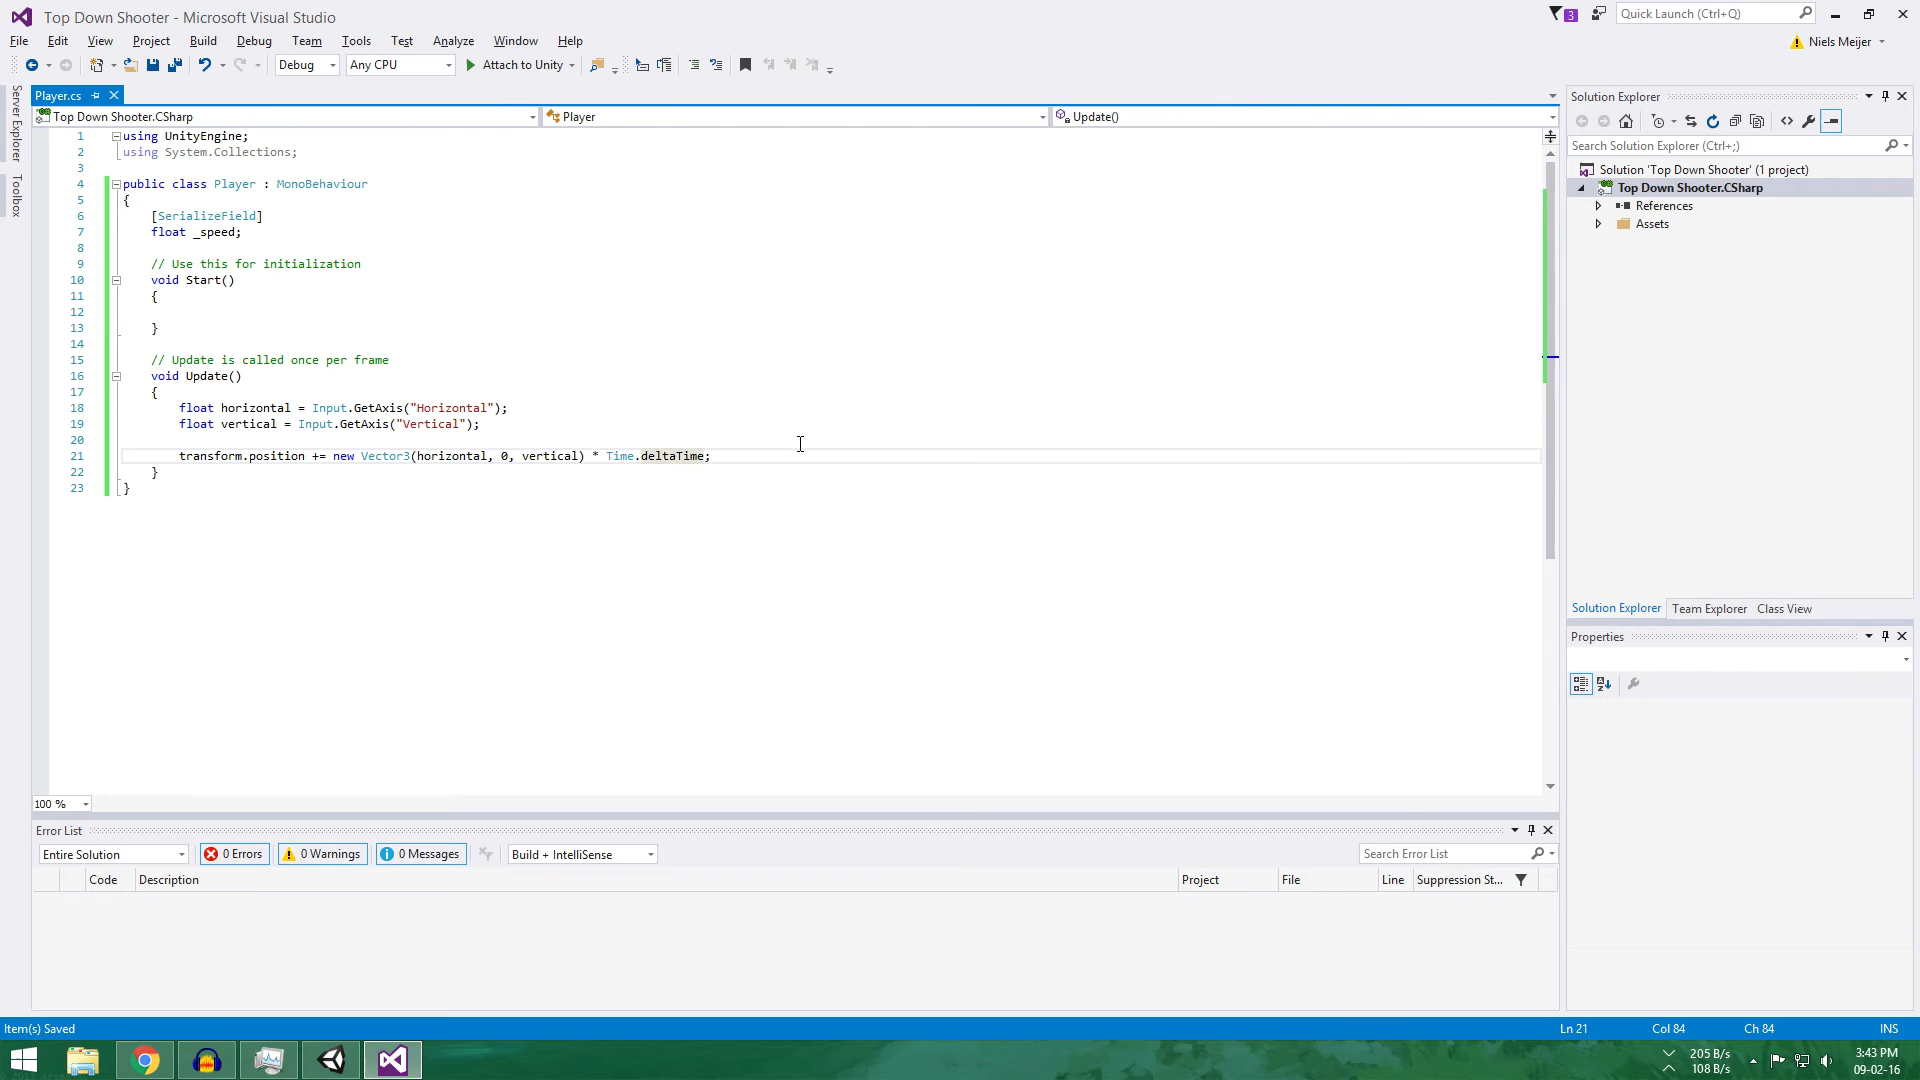 Top Down Shooter - Microsoft Visual Studio
3
Quick Launch (Ctrl+Q)
File Edit View Project Build Debug Team Tools Test Analyze Window Help
Niels Meijer
Debug Any CPU Attach to Unity
Server Explorer
Toolbox
Player.cs
Top Down Shooter.CSharp Player Update()
1 using UnityEngine;
2 using System.Collections;
3
4 public class Player : MonoBehaviour
5 {
6 [SerializeField]
7 float _speed;
8
9 // Use this for initialization
10 void Start()
11 {
12
13 }
14
15 // Update is called once per frame
16 void Update()
17 {
18 float horizontal = Input.GetAxis("Horizontal");
19 float vertical = Input.GetAxis("Vertical");
20
21 transform.position += new Vector3(horizontal, 0, vertical) * Time.deltaTime;
22 }
23 }
100 %
Solution Explorer
Search Solution Explorer (Ctrl+;)
Solution 'Top Down Shooter' (1 project)
Top Down Shooter.CSharp
References
Assets
Solution Explorer Team Explorer Class View
Properties
Error List
Entire Solution 0 Errors 0 Warnings 0 Messages Build + IntelliSense Search Error List
Code Description Project File Line Suppression St...
Item(s) Saved Ln 21 Col 84 Ch 84 INS
205 B/s
108 B/s
3:43 PM
09-02-16